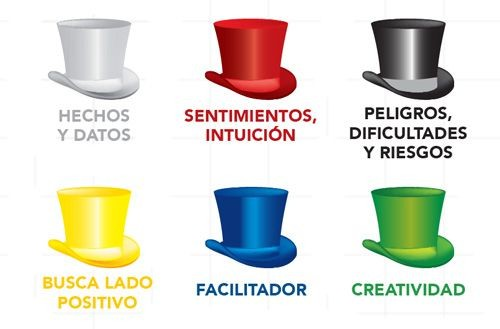 HECHOS
Y DATOS
SENTIMIENTOS,
INTUICIÓN
PELIGROS,
DIFICULTADES
Y RIESGOS
BUSCA LADO
POSITIVO
FACILITADOR
CREATIVIDAD